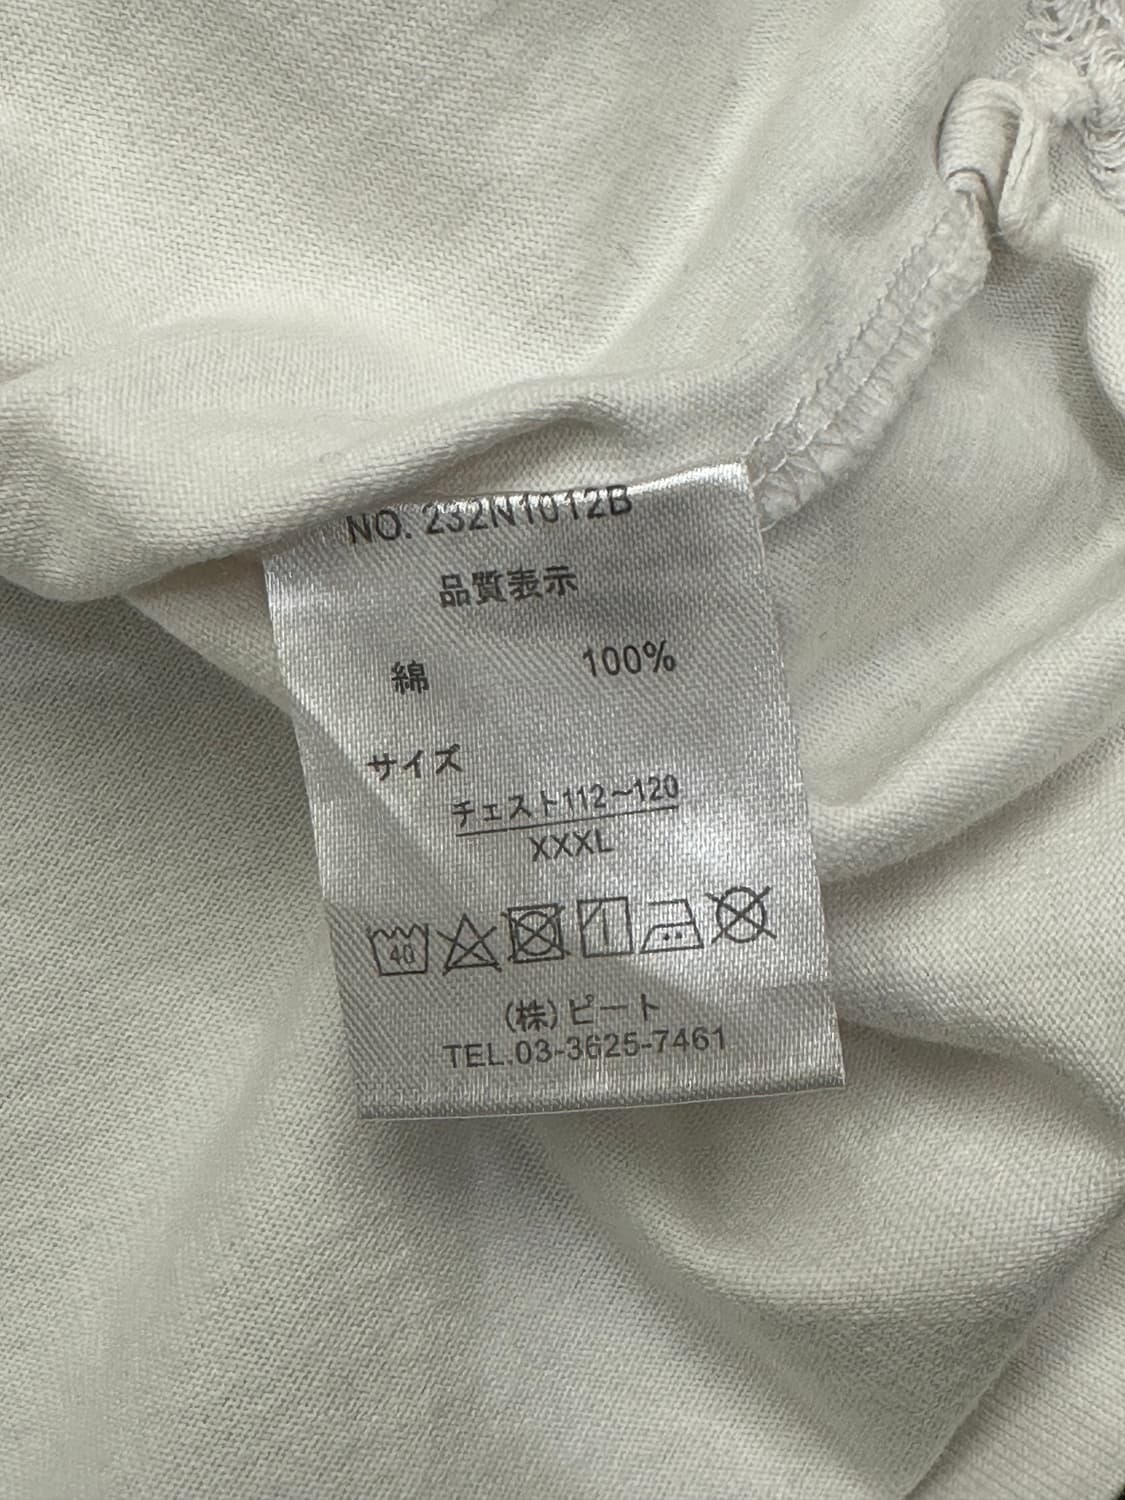 NO. 232N1012B
品質表示
綿 100%
サイズ
チェスト112~120
XXXL
40
(株)ピート
TEL.03-3625-7461